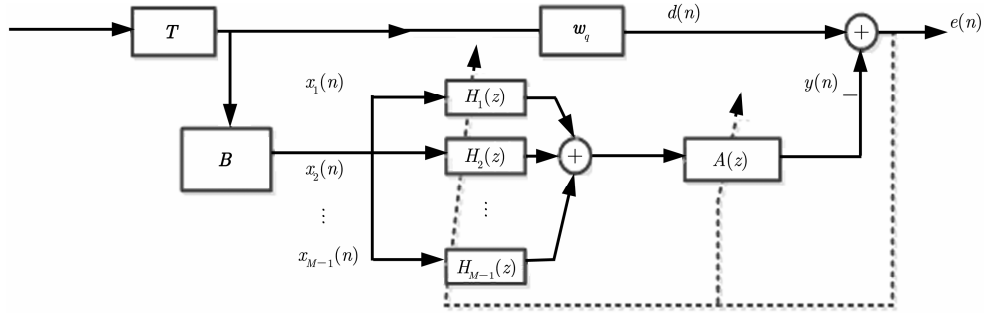 T
w_q
d(n)
+
e(n)
x_1(n)
H_1(z)
y(n)
−
B
x_2(n)
H_2(z)
+
A(z)
⋮
⋮
x_{M−1}(n)
H_{M−1}(z)